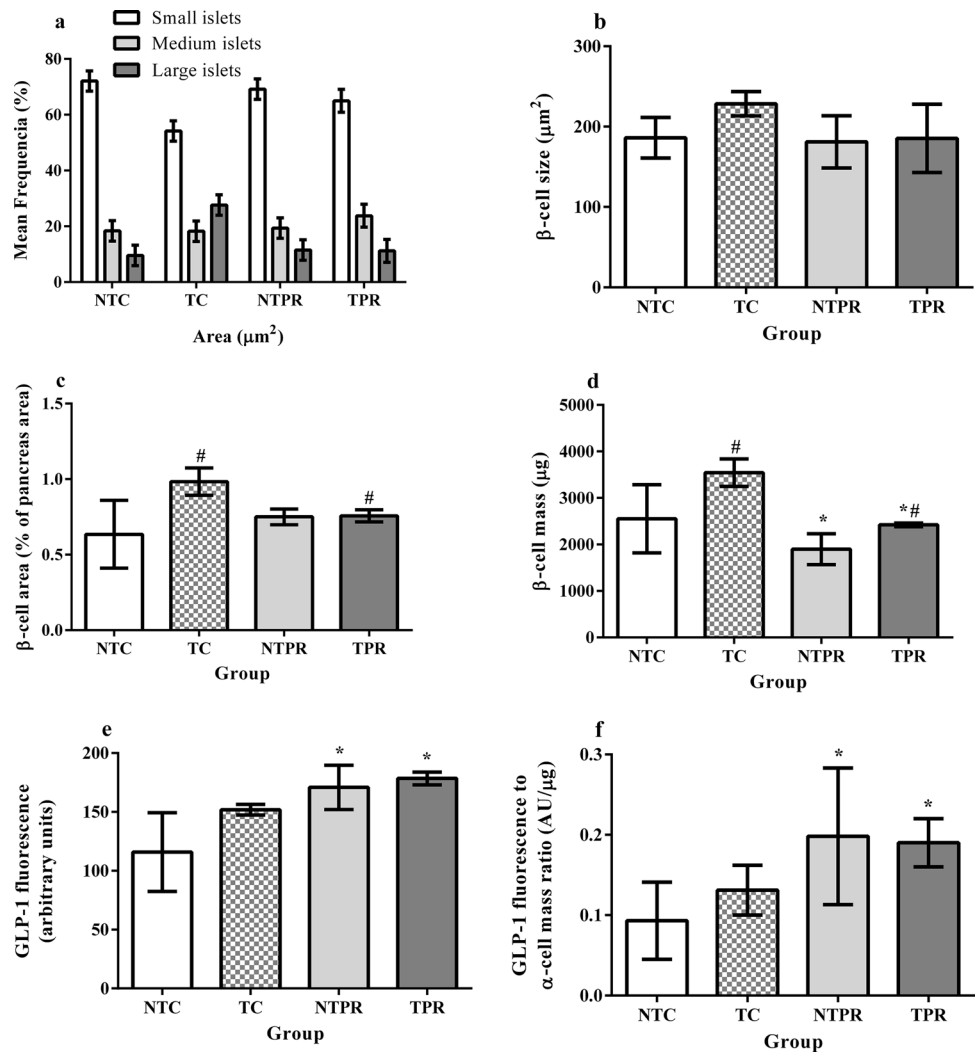 a
Small islets
Medium islets
Large islets
Mean Frequencia (%)
80
60
40
20
0
NTC TC NTPR TPR
Area (μm²)
b
β-cell size (μm²)
300
200
100
0
NTC TC NTPR TPR
Group
c
β-cell area (% of pancreas area)
1.5
1.0
0.5
0.0
# #
NTC TC NTPR TPR
Group
d
β-cell mass (μg)
5000
4000
3000
2000
1000
0
# * *#
NTC TC NTPR TPR
Group
e
GLP-1 fluorescence
(arbitrary units)
200
150
100
50
0
* *
NTC TC NTPR TPR
Group
f
GLP-1 fluorescence to
α-cell mass ratio (AU/μg)
0.3
0.2
0.1
0.0
* *
NTC TC NTPR TPR
Group